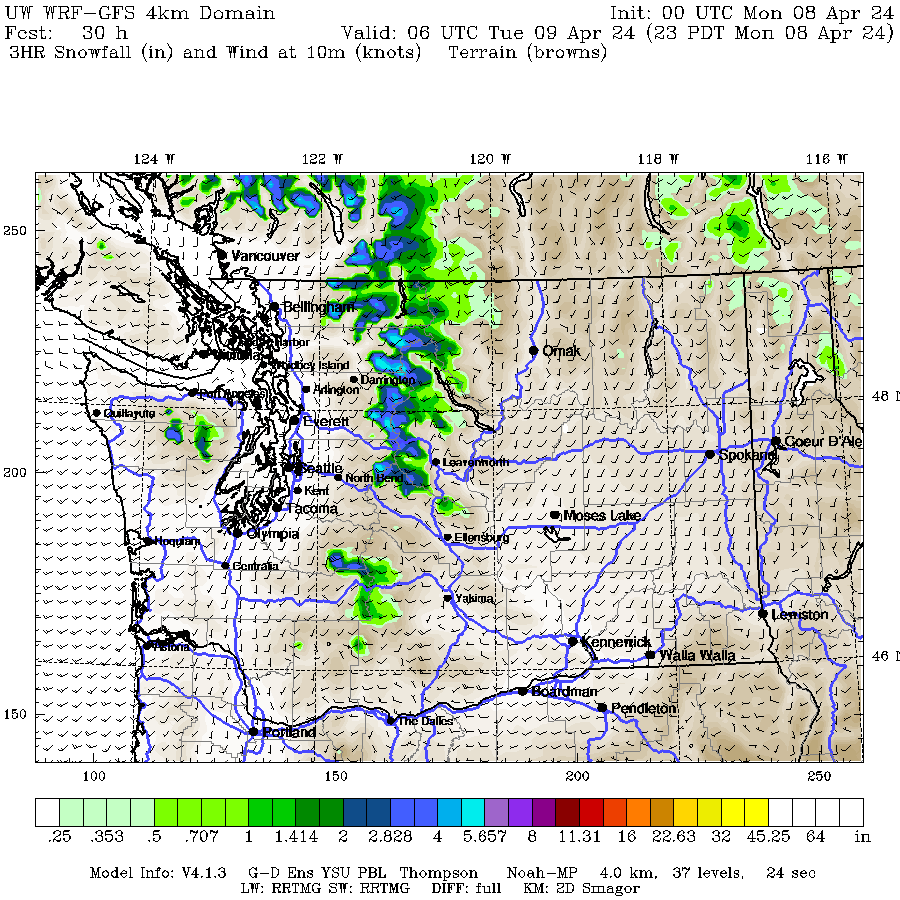 UW WRF-GFS 4km Domain Init: 00 UTC Mon 08 Apr 24
Fcst: 30 h Valid: 06 UTC Tue 09 Apr 24 (23 PDT Mon 08 Apr 24)
3HR Snowfall (in) and Wind at 10m (knots) Terrain (browns)
124 W 122 W 120 W 118 W 116 W
250
Vancouver
Bellingham
Omak
Whidbey Island
Darrington
Arlington
Port Angeles
48 N
Quillayute
Everett
Coeur D'Ale
Spokane
Leavenworth
Seattle
200
North Bend
Kent
Tacoma
Moses Lake
Olympia
Ellensburg
Hoquiam
Centralia
Yakima
Lewiston
Kennewick
Astoria
Walla Walla
46 N
Boardman
Pendleton
150
The Dalles
Portland
100 150 200 250
.25 .353 .5 .707 1 1.414 2 2.828 4 5.657 8 11.31 16 22.63 32 45.25 64 in
Model Info: V4.1.3 G-D Ens YSU PBL Thompson Noah-MP 4.0 km, 37 levels, 24 sec
LW: RRTMG SW: RRTMG DIFF: full KM: 2D Smagor